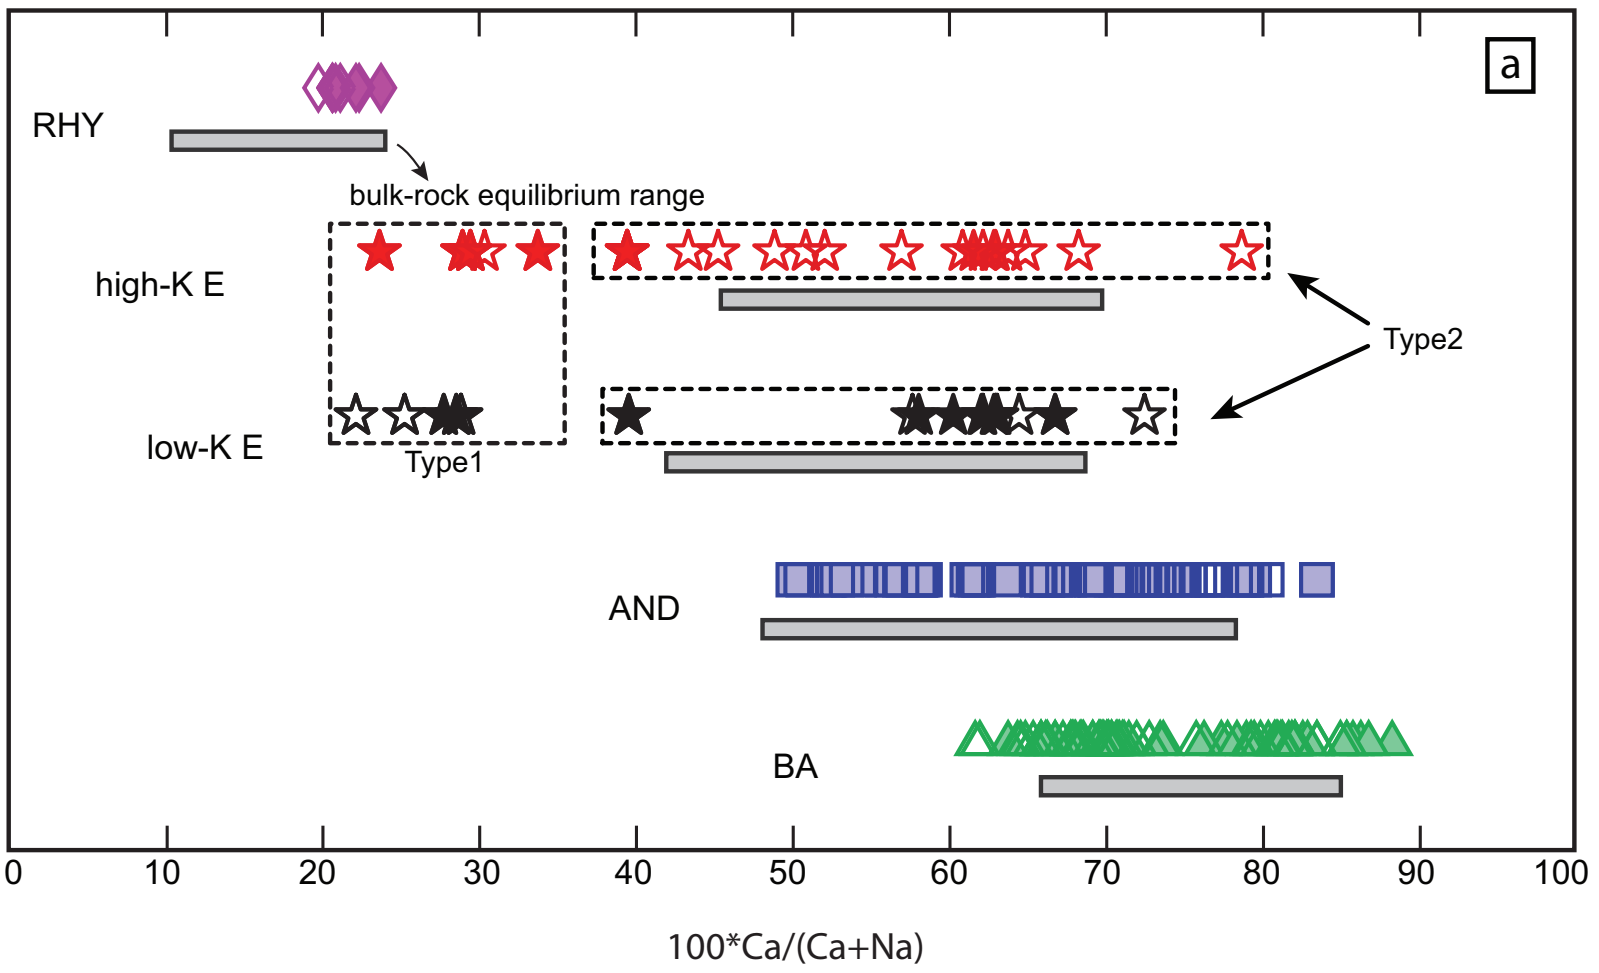 a
RHY
bulk-rock equilibrium range
high-K E
Type2
low-K E
Type1
AND
BA
0 10 20 30 40 50 60 70 80 90 100
100*Ca/(Ca+Na)